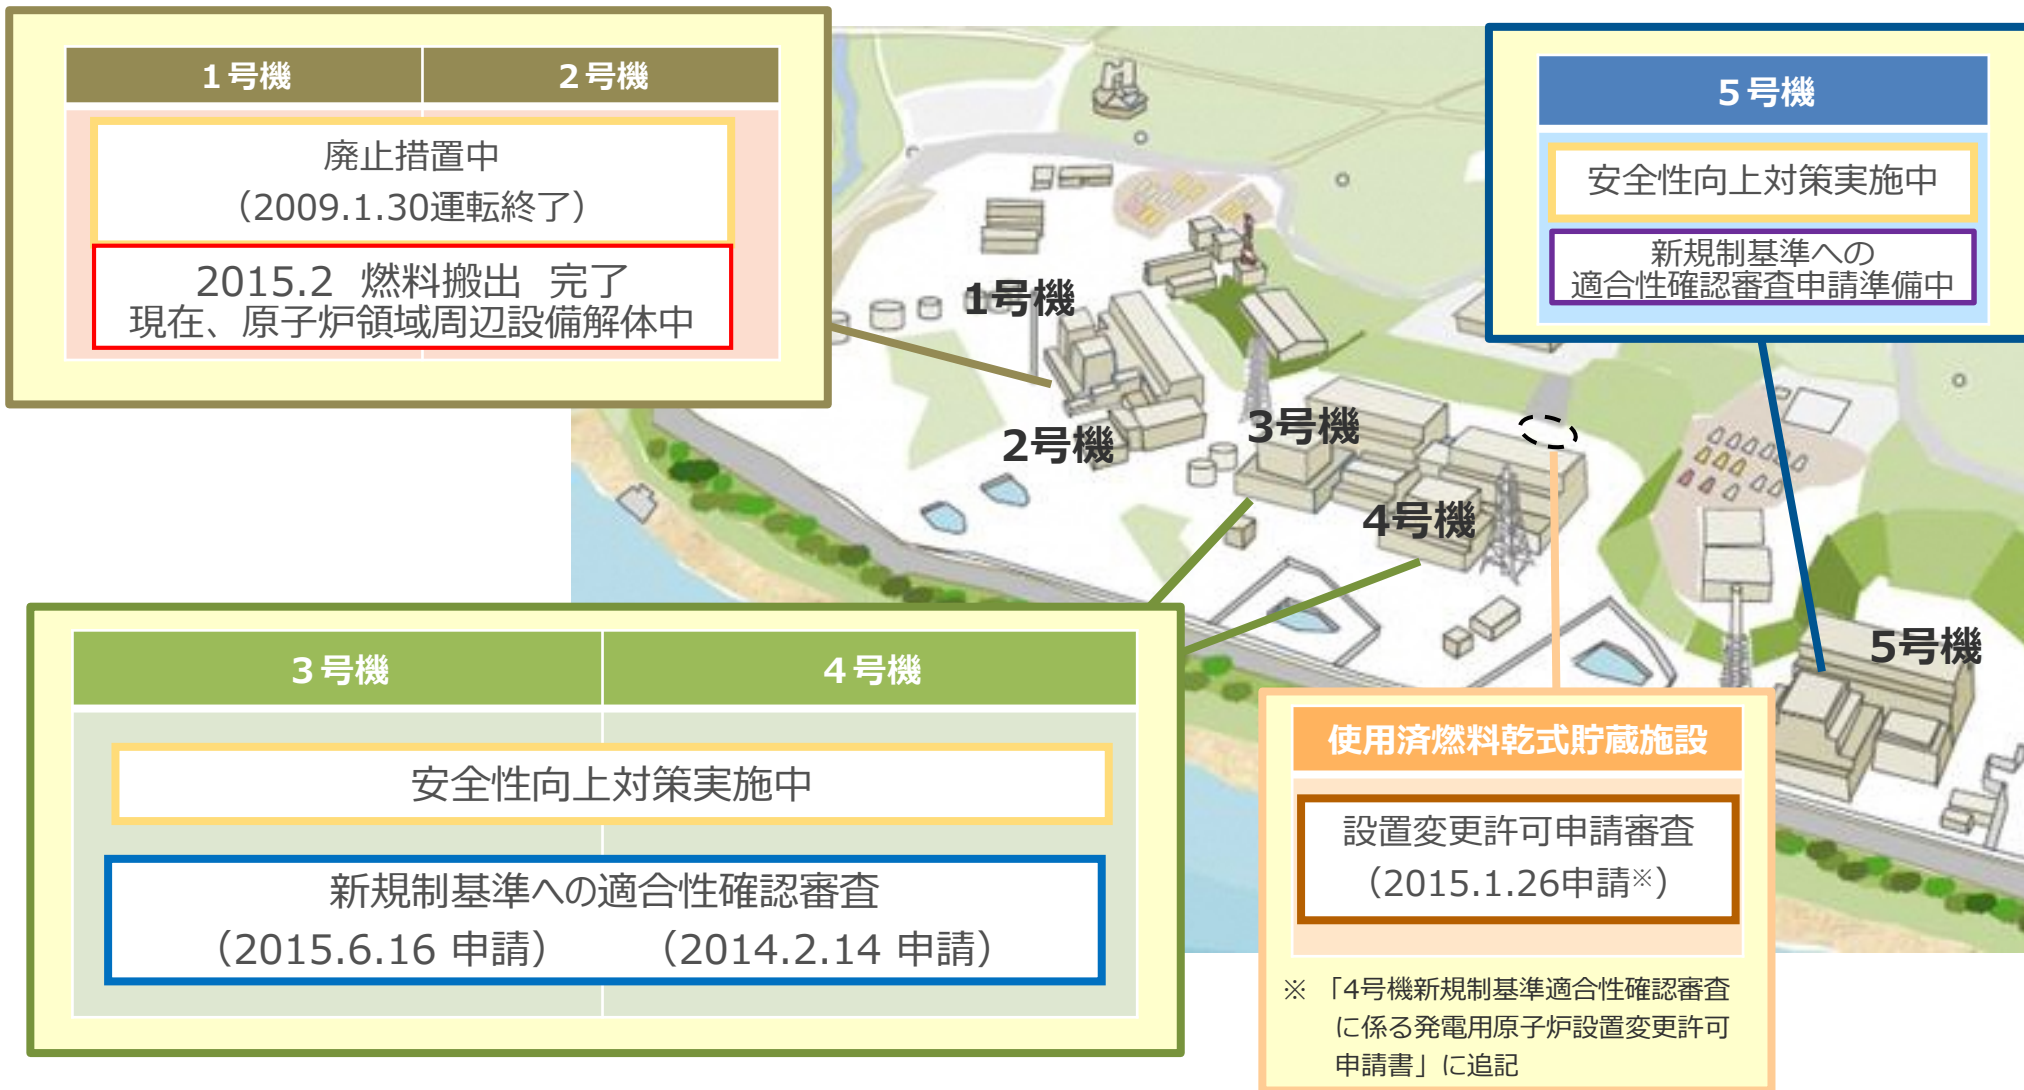 1号機 2号機
廃止措置中
（2009.1.30運転終了）
2015.2 燃料搬出 完了
現在、原子炉領域周辺設備解体中
5号機
安全性向上対策実施中
新規制基準への
適合性確認審査申請準備中
1号機
2号機
3号機
4号機
5号機
3号機 4号機
安全性向上対策実施中
新規制基準への適合性確認審査
（2015.6.16 申請） （2014.2.14 申請）
使用済燃料乾式貯蔵施設
設置変更許可申請審査
（2015.1.26申請※）
※ 「4号機新規制基準適合性確認審査
に係る発電用原子炉設置変更許可
申請書」に追記